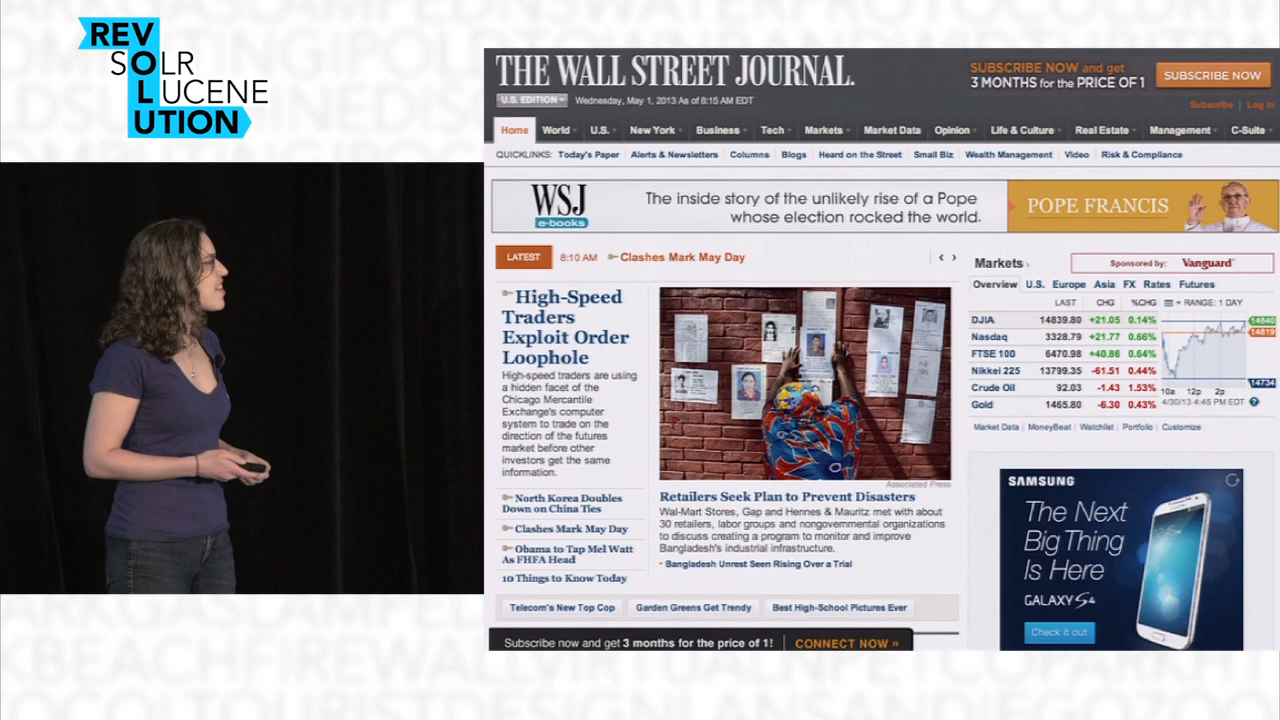 REV
SOLR
LUCENE
UTION
THE WALL STREET JOURNAL.
U.S. EDITION
Wednesday, May 1, 2013 As of 8:15 AM EDT
SUBSCRIBE NOW and get
3 MONTHS for the PRICE OF 1
SUBSCRIBE NOW
Subscribe | Log In
Home World U.S. New York Business Tech Markets Market Data Opinion Life & Culture Real Estate Management C-Suite
QUICKLINKS: Today's Paper Alerts & Newsletters Columns Blogs Heard on the Street Small Biz Wealth Management Video Risk & Compliance
WSJ
e-books
The inside story of the unlikely rise of a Pope
whose election rocked the world.
POPE FRANCIS
LATEST 8:10 AM Clashes Mark May Day
High-Speed
Traders
Exploit Order
Loophole
High-speed traders are using
a hidden facet of the
Chicago Mercantile
Exchange's computer
system to trade on the
direction of the futures
market before other
investors get the same
information.
North Korea Doubles
Down on China Ties
Clashes Mark May Day
Obama to Tap Mel Watt
As FHFA Head
10 Things to Know Today
Associated Press
Retailers Seek Plan to Prevent Disasters
Wal-Mart Stores, Gap and Hennes & Mauritz met with about
30 retailers, labor groups and nongovernmental organizations
to discuss creating a program to monitor and improve
Bangladesh's industrial infrastructure.
• Bangladesh Unrest Seen Rising Over a Trial
Telecom's New Top Cop Garden Greens Get Trendy Best High-School Pictures Ever
Subscribe now and get 3 months for the price of 1! CONNECT NOW »
Markets ›
Sponsored by: Vanguard
Overview U.S. Europe Asia FX Rates Futures
LAST CHG %CHG RANGE: 1 DAY
DJIA 14839.80 +21.05 0.14%
Nasdaq 3328.79 +21.77 0.66%
FTSE 100 6470.98 +40.86 0.64%
Nikkei 225 13799.35 -61.51 0.44%
Crude Oil 92.03 -1.43 1.53%
Gold 1465.80 -6.30 0.43%
14840
14819
14734
10a 12p 2p
4/30/13 4:45 PM EDT
Market Data | MoneyBeat | Watchlist | Portfolio | Customize
SAMSUNG
The Next
Big Thing
Is Here
GALAXY S4
Check it out